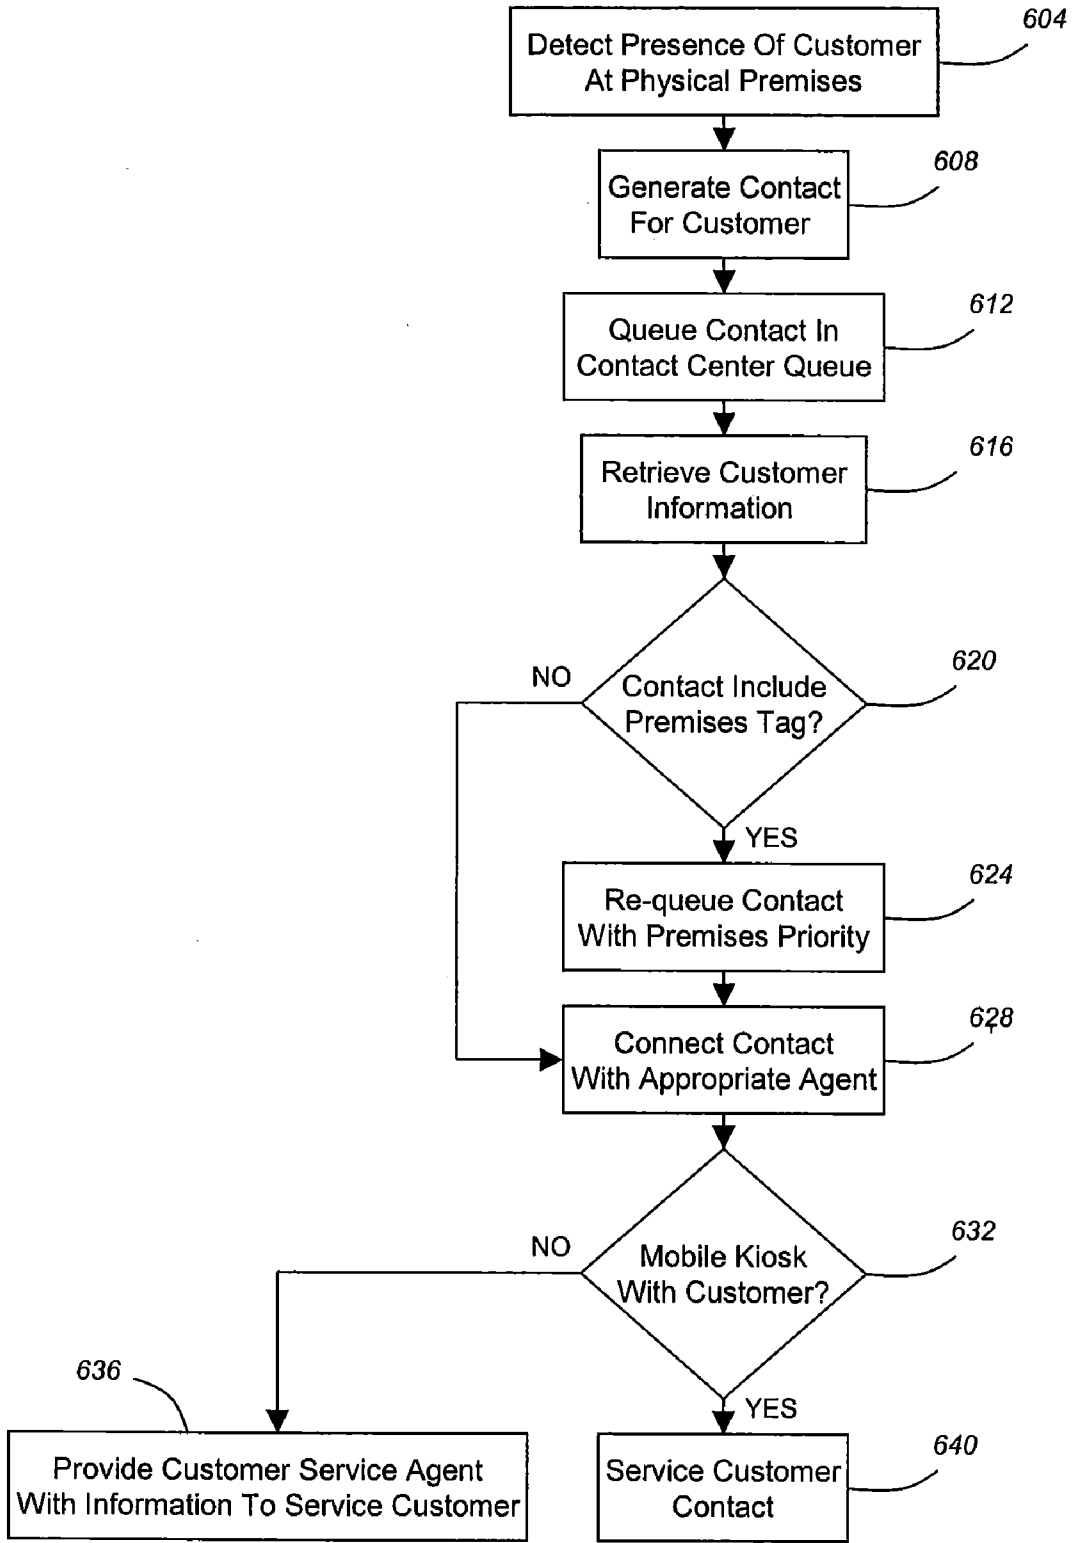 604
Detect Presence Of Customer
At Physical Premises
608
Generate Contact
For Customer
612
Queue Contact In
Contact Center Queue
616
Retrieve Customer
Information
620
NO
Contact Include
Premises Tag?
YES
624
Re-queue Contact
With Premises Priority
628
Connect Contact
With Appropriate Agent
632
NO
Mobile Kiosk
With Customer?
636
YES
640
Provide Customer Service Agent
With Information To Service Customer
Service Customer
Contact